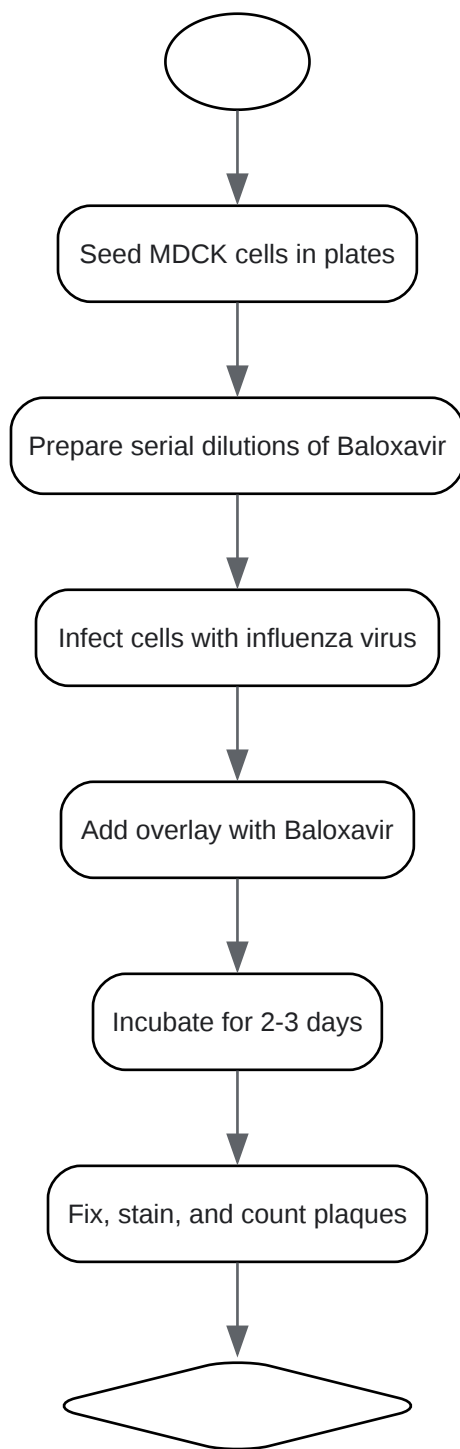 Seed MDCK cells in plates
Prepare serial dilutions of Baloxavir
Infect cells with influenza virus
Add overlay with Baloxavir
Incubate for 2-3 days
Fix, stain, and count plaques